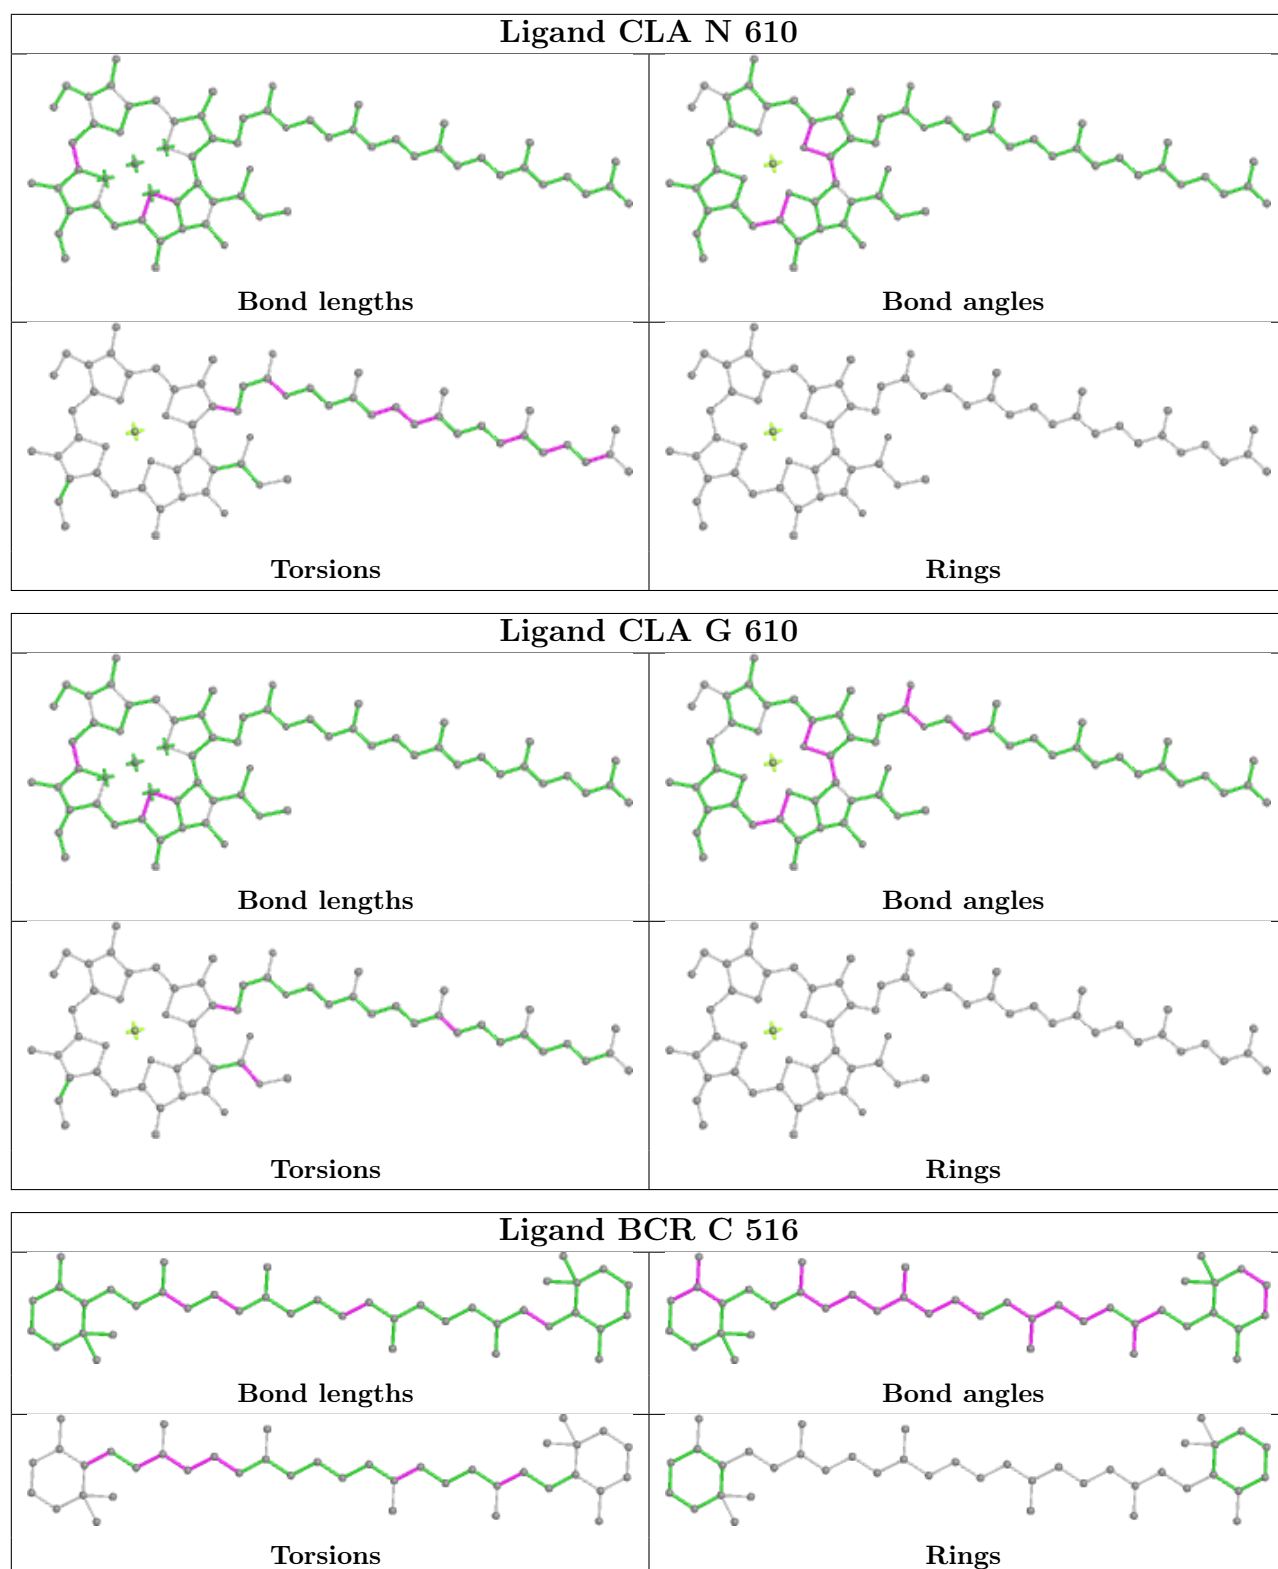 Ligand CLA N 610
Bond lengths
Bond angles
Torsions
Rings
Ligand CLA G 610
Bond lengths
Bond angles
Torsions
Rings
Ligand BCR C 516
Bond lengths
Bond angles
Torsions
Rings